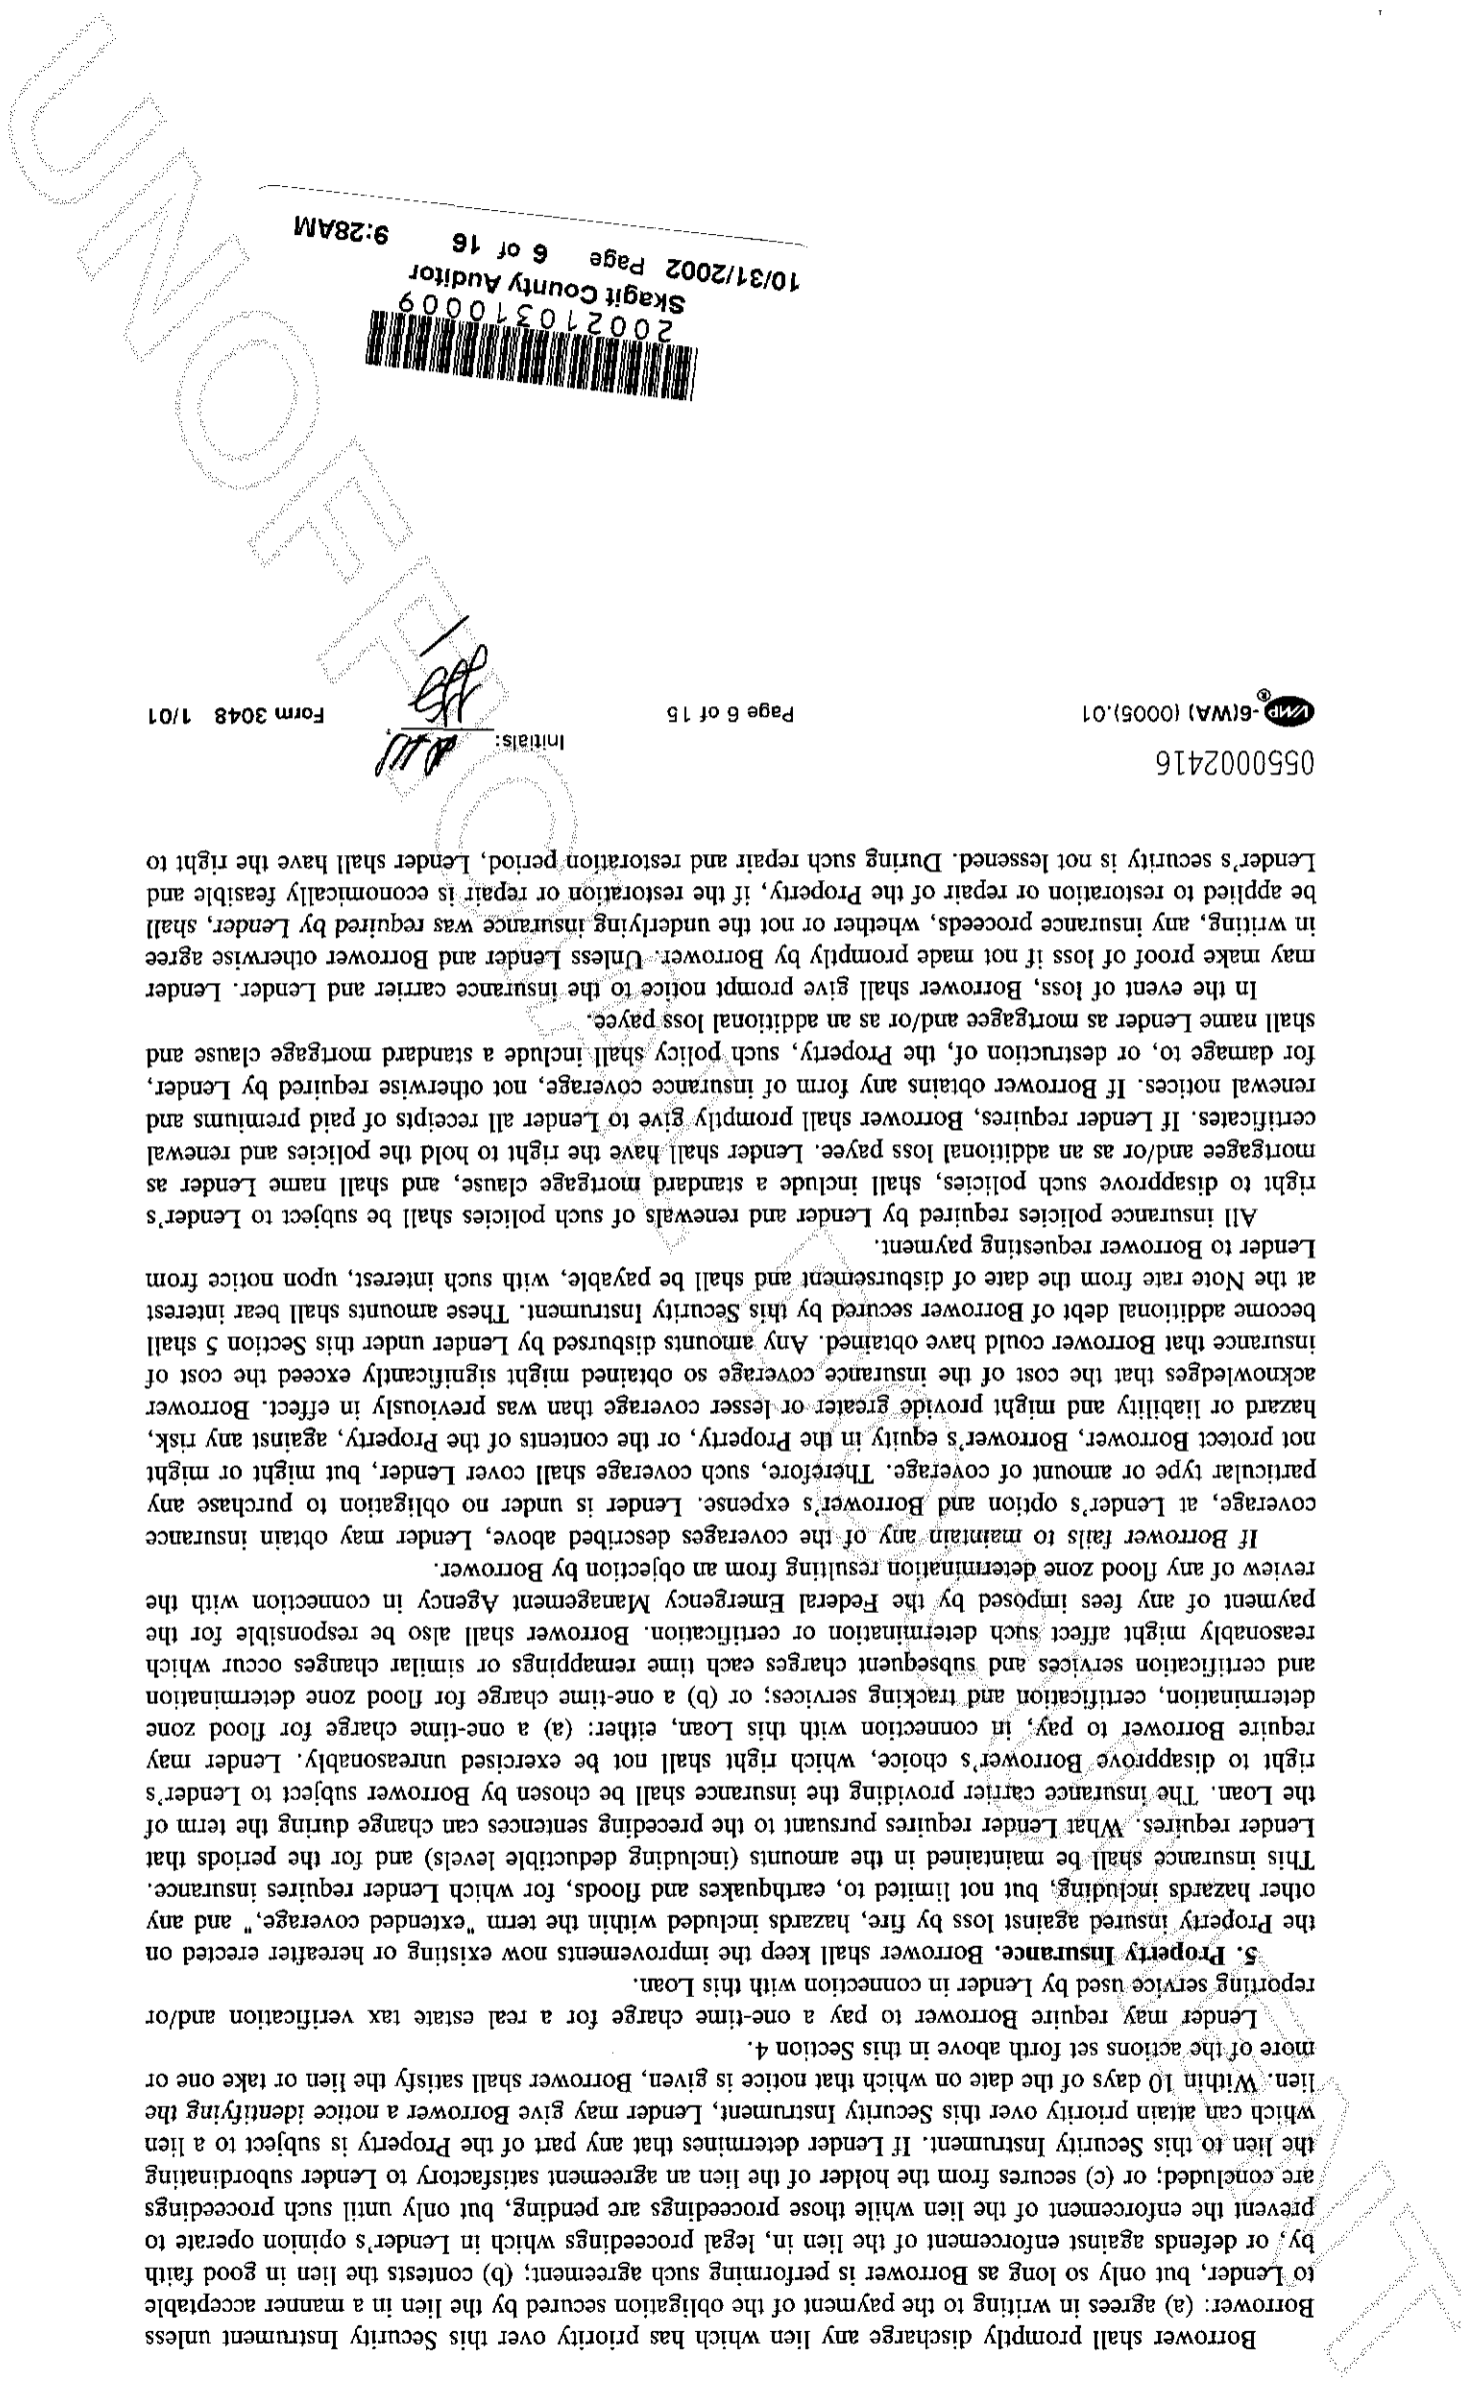 Borrower shall promptly discharge any lien which has priority over this Security Instrument unless
Borrower: (a) agrees in writing to the payment of the obligation secured by the lien in a manner acceptable
to Lender, but only so long as Borrower is performing such agreement; (b) contests the lien in good faith
by, or defends against enforcement of the lien in, legal proceedings which in Lender's opinion operate to
prevent the enforcement of the lien while those proceedings are pending, but only until such proceedings
are concluded; or (c) secures from the holder of the lien an agreement satisfactory to Lender subordinating
the lien to this Security Instrument. If Lender determines that any part of the Property is subject to a lien
which can attain priority over this Security Instrument, Lender may give Borrower a notice identifying the
lien. Within 10 days of the date on which that notice is given, Borrower shall satisfy the lien or take one or
more of the actions set forth above in this Section 4.
Lender may require Borrower to pay a one-time charge for a real estate tax verification and/or
reporting service used by Lender in connection with this Loan.
5. Property Insurance. Borrower shall keep the improvements now existing or hereafter erected on
the Property insured against loss by fire, hazards included within the term "extended coverage," and any
other hazards including, but not limited to, earthquakes and floods, for which Lender requires insurance.
This insurance shall be maintained in the amounts (including deductible levels) and for the periods that
Lender requires. What Lender requires pursuant to the preceding sentences can change during the term of
the Loan. The insurance carrier providing the insurance shall be chosen by Borrower subject to Lender's
right to disapprove Borrower's choice, which right shall not be exercised unreasonably. Lender may
require Borrower to pay, in connection with this Loan, either: (a) a one-time charge for flood zone
determination, certification and tracking services; or (b) a one-time charge for flood zone determination
and certification services and subsequent charges each time remappings or similar changes occur which
reasonably might affect such determination or certification. Borrower shall also be responsible for the
payment of any fees imposed by the Federal Emergency Management Agency in connection with the
review of any flood zone determination resulting from an objection by Borrower.
If Borrower fails to maintain any of the coverages described above, Lender may obtain insurance
coverage, at Lender's option and Borrower's expense. Lender is under no obligation to purchase any
particular type or amount of coverage. Therefore, such coverage shall cover Lender, but might or might
not protect Borrower, Borrower's equity in the Property, or the contents of the Property, against any risk,
hazard or liability and might provide greater or lesser coverage than was previously in effect. Borrower
acknowledges that the cost of the insurance coverage so obtained might significantly exceed the cost of
insurance that Borrower could have obtained. Any amounts disbursed by Lender under this Section 5 shall
become additional debt of Borrower secured by this Security Instrument. These amounts shall bear interest
at the Note rate from the date of disbursement and shall be payable, with such interest, upon notice from
Lender to Borrower requesting payment.
All insurance policies required by Lender and renewals of such policies shall be subject to Lender's
right to disapprove such policies, shall include a standard mortgage clause, and shall name Lender as
mortgagee and/or as an additional loss payee. Lender shall have the right to hold the policies and renewal
certificates. If Lender requires, Borrower shall promptly give to Lender all receipts of paid premiums and
renewal notices. If Borrower obtains any form of insurance coverage, not otherwise required by Lender,
for damage to, or destruction of, the Property, such policy shall include a standard mortgage clause and
shall name Lender as mortgagee and/or as an additional loss payee.
In the event of loss, Borrower shall give prompt notice to the insurance carrier and Lender. Lender
may make proof of loss if not made promptly by Borrower. Unless Lender and Borrower otherwise agree
in writing, any insurance proceeds, whether or not the underlying insurance was required by Lender, shall
be applied to restoration or repair of the Property, if the restoration or repair is economically feasible and
Lender's security is not lessened. During such repair and restoration period, Lender shall have the right to
0550002416
Initials:
VMP®-6(WA) (0005).01 Page 6 of 15 Form 3048 1/01
200210310009
Skagit County Auditor
10/31/2002 Page 6 of 16 9:28AM
UNOFFICIAL DOCUMENT